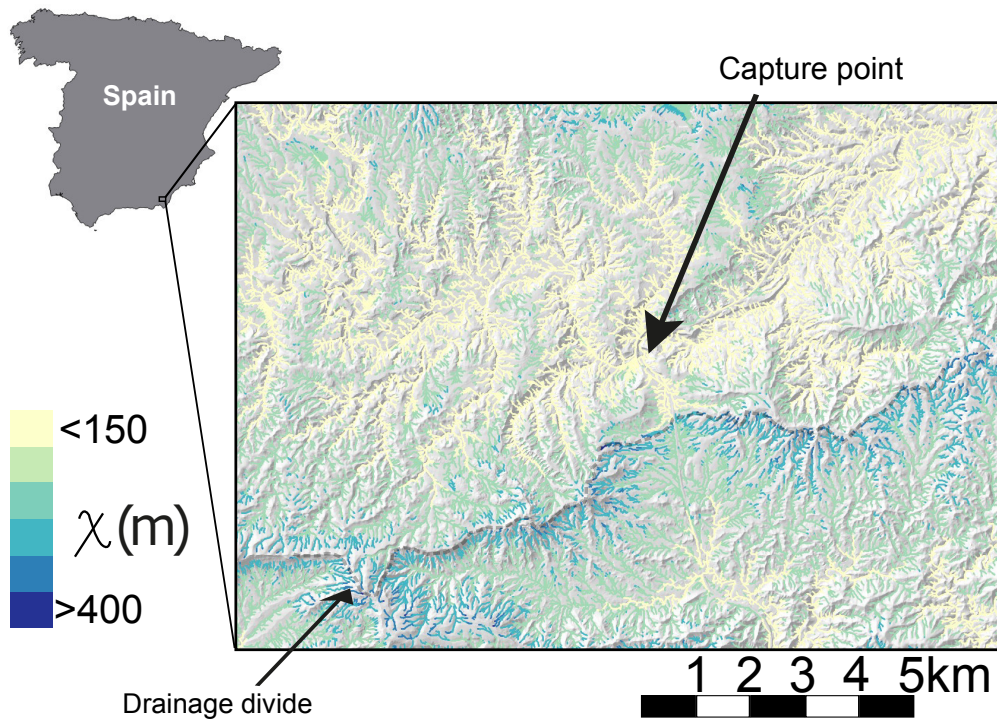 Capture point
Spain
<150
χ(m)
>400
1 2 3 4 5km
Drainage divide